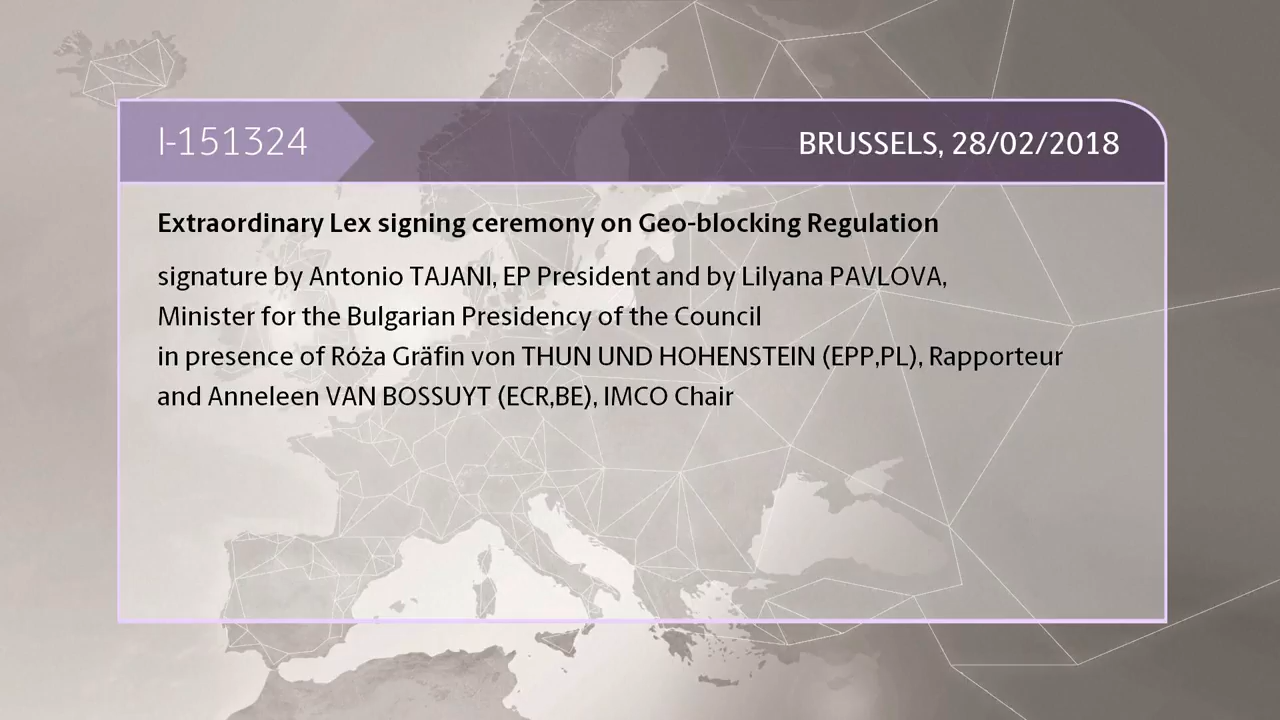 I-151324
BRUSSELS, 28/02/2018
Extraordinary Lex signing ceremony on Geo-blocking Regulation
signature by Antonio TAJANI, EP President and by Lilyana PAVLOVA,
Minister for the Bulgarian Presidency of the Council
in presence of Róża Gräfin von THUN UND HOHENSTEIN (EPP,PL), Rapporteur
and Anneleen VAN BOSSUYT (ECR,BE), IMCO Chair